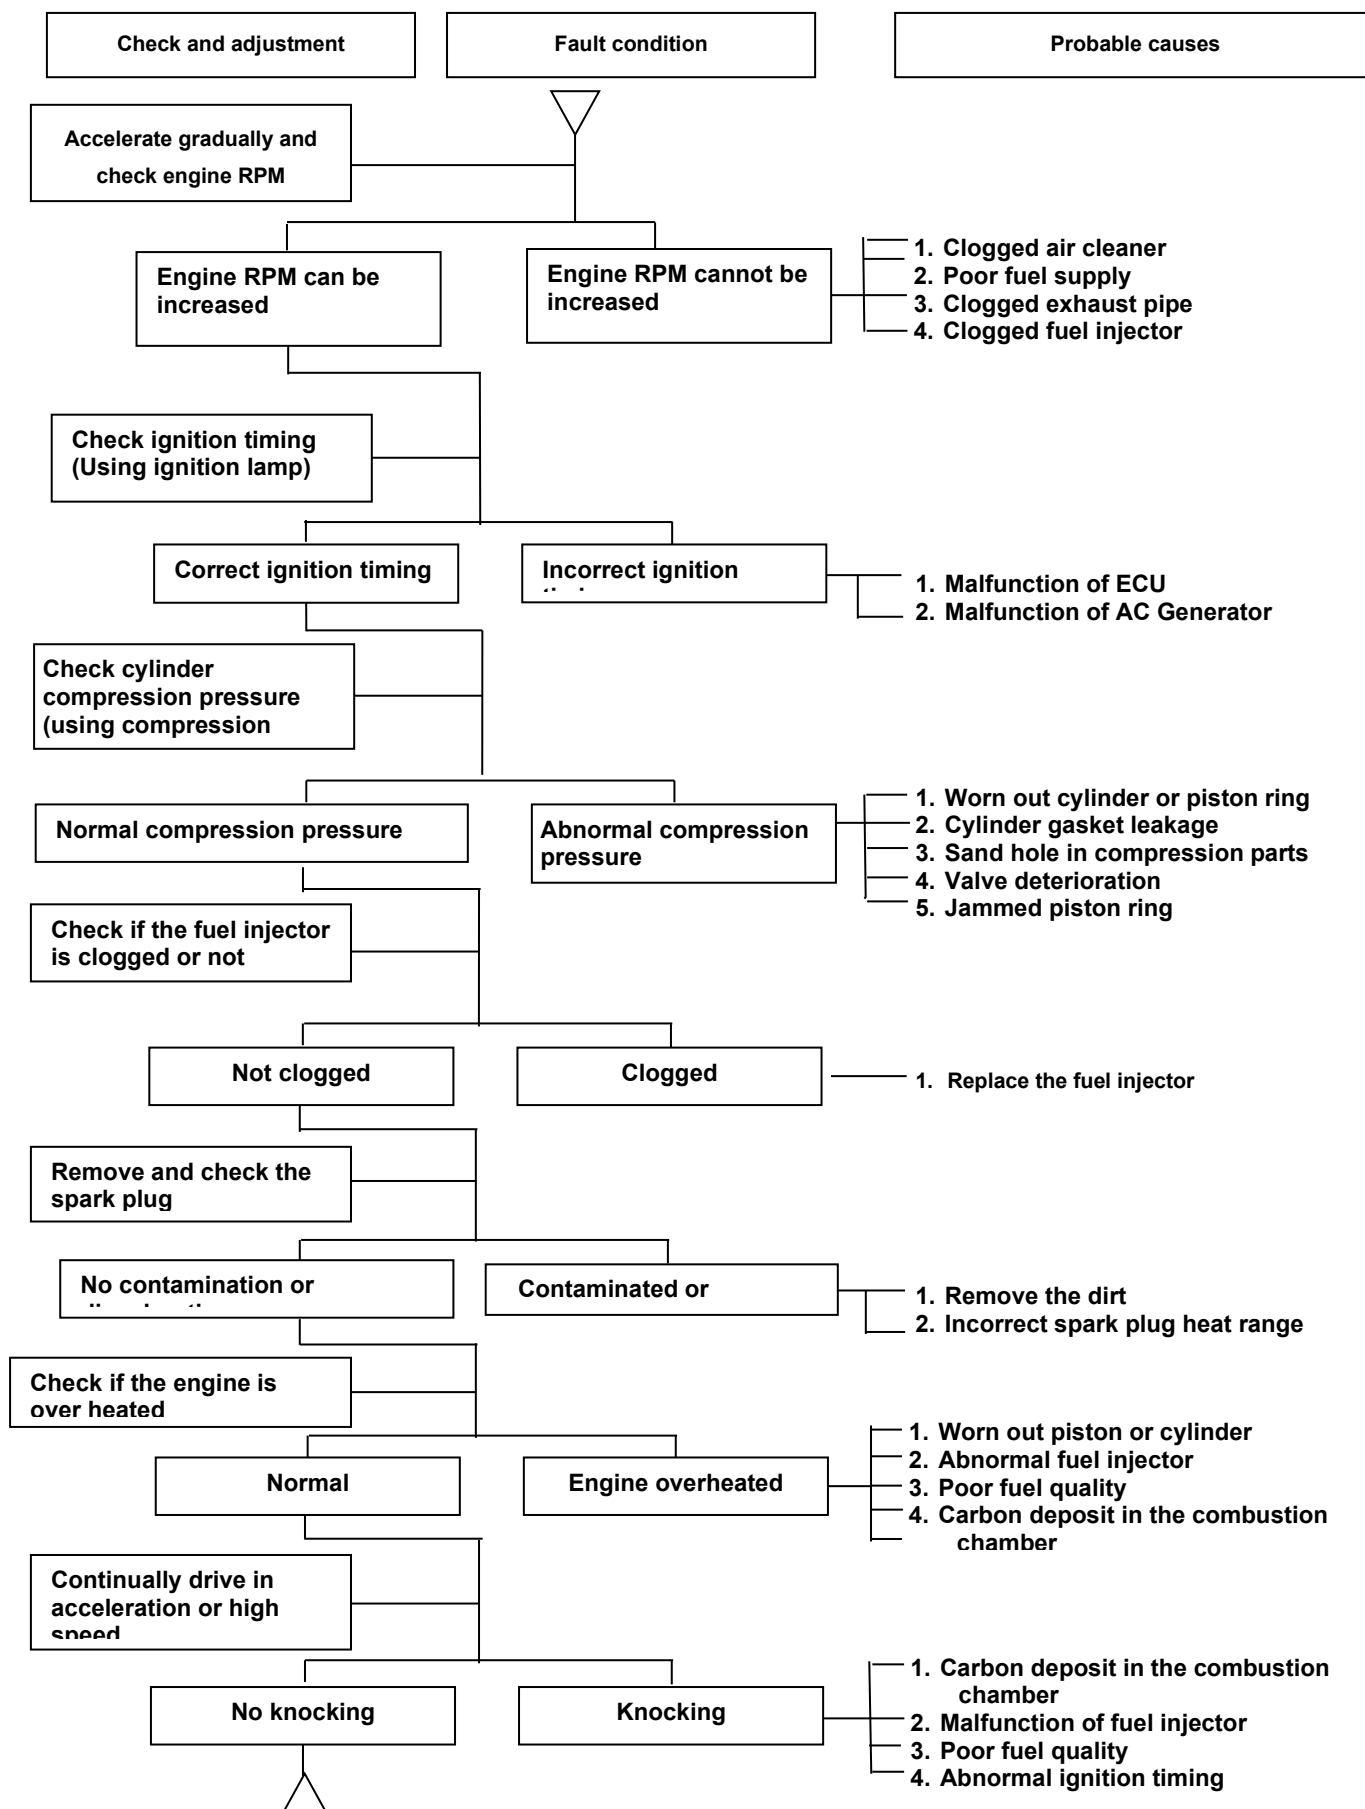 Check and adjustment
Fault condition
Probable causes
Accelerate gradually and
check engine RPM
Engine RPM can be
increased
Engine RPM cannot be
increased
1. Clogged air cleaner
2. Poor fuel supply
3. Clogged exhaust pipe
4. Clogged fuel injector
Check ignition timing
(Using ignition lamp)
Correct ignition timing
Incorrect ignition
1. Malfunction of ECU
2. Malfunction of AC Generator
Check cylinder
compression pressure
(using compression
Normal compression pressure
Abnormal compression
pressure
1. Worn out cylinder or piston ring
2. Cylinder gasket leakage
3. Sand hole in compression parts
4. Valve deterioration
5. Jammed piston ring
Check if the fuel injector
is clogged or not
Not clogged
Clogged
1. Replace the fuel injector
Remove and check the
spark plug
No contamination or
Contaminated or
1. Remove the dirt
2. Incorrect spark plug heat range
Check if the engine is
over heated
Normal
Engine overheated
1. Worn out piston or cylinder
2. Abnormal fuel injector
3. Poor fuel quality
4. Carbon deposit in the combustion
chamber
Continually drive in
acceleration or high
speed
No knocking
Knocking
1. Carbon deposit in the combustion
chamber
2. Malfunction of fuel injector
3. Poor fuel quality
4. Abnormal ignition timing